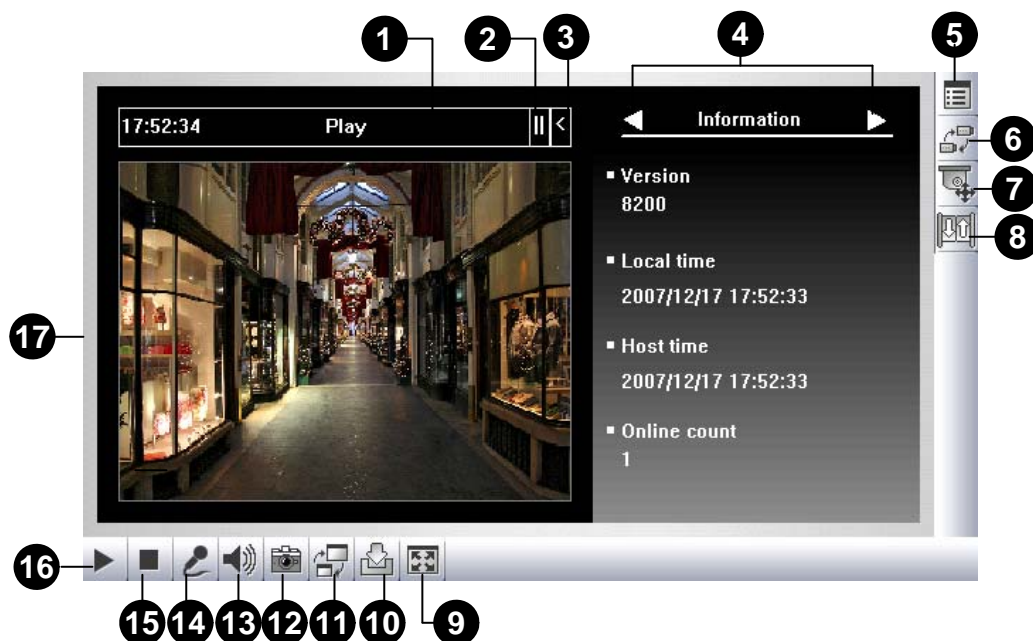 1 2 3 4 5
17:52:34 Play || <
Information
6
Version
8200
7
8
Local time
2007/12/17 17:52:33
17
Host time
2007/12/17 17:52:33
Online count
1
16
15 14 13 12 11 10 9